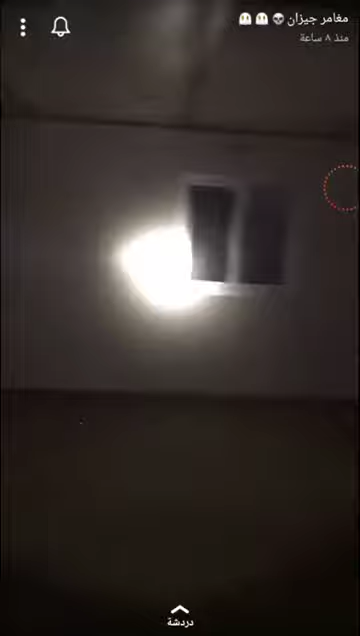 مغامر جيزان 👽 😬 😬
منذ ٨ ساعة
دردشة